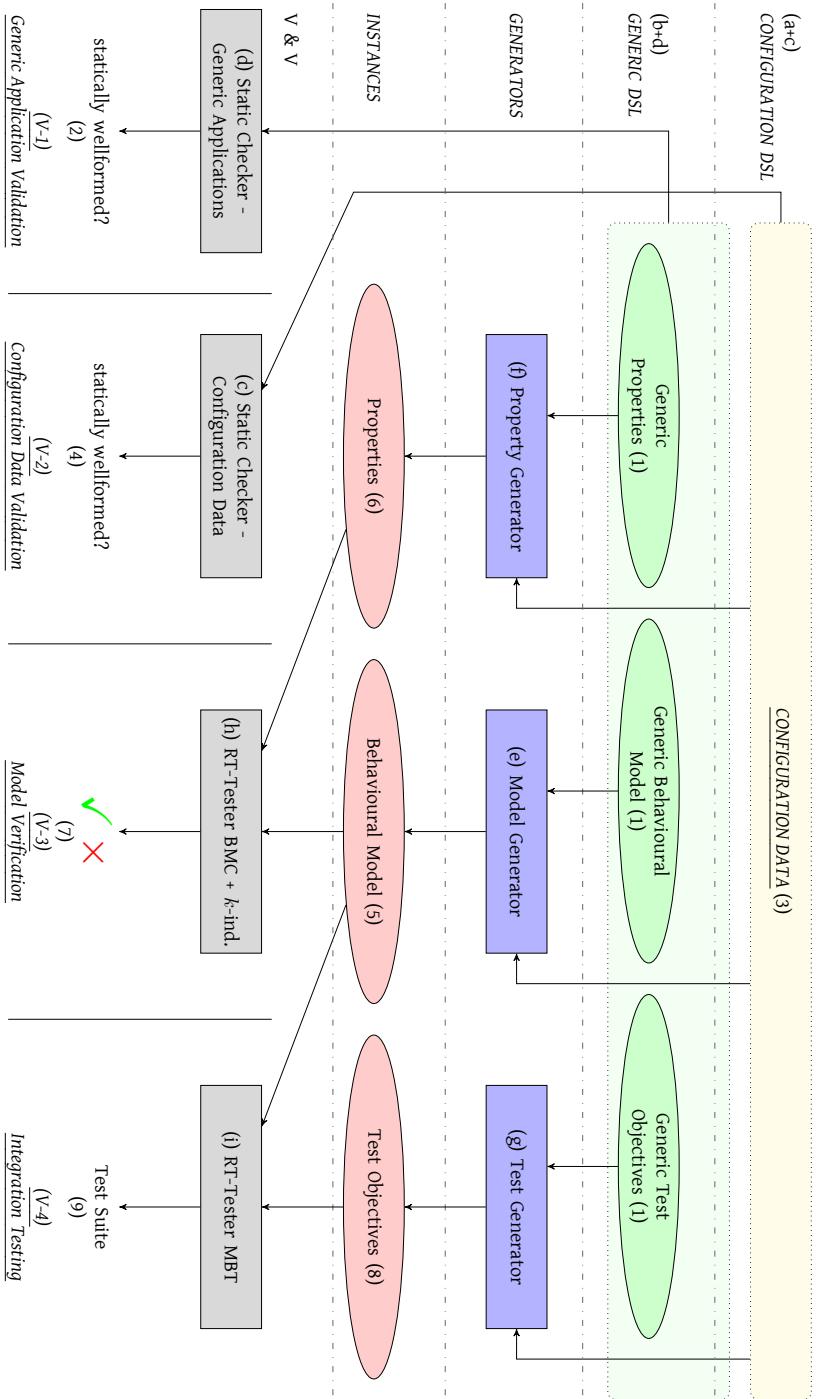 (a+c)
CONFIGURATION DSL
CONFIGURATION DATA (3)
(b+d)
GENERIC DSL
Generic
Properties (1)
Generic Behavioural
Model (1)
Generic Test
Objectives (1)
GENERATORS
(f) Property Generator
(e) Model Generator
(g) Test Generator
INSTANCES
Properties (6)
Behavioural Model (5)
Test Objectives (8)
V & V
(d) Static Checker -
Generic Applications
(c) Static Checker -
Configuration Data
(h) RT-Tester BMC + k-ind.
(i) RT-Tester MBT
statically wellformed?
(2)
(V-1)
Generic Application Validation
statically wellformed?
(4)
(V-2)
Configuration Data Validation
(7)
(V-3)
Model Verification
Test Suite
(9)
(V-4)
Integration Testing